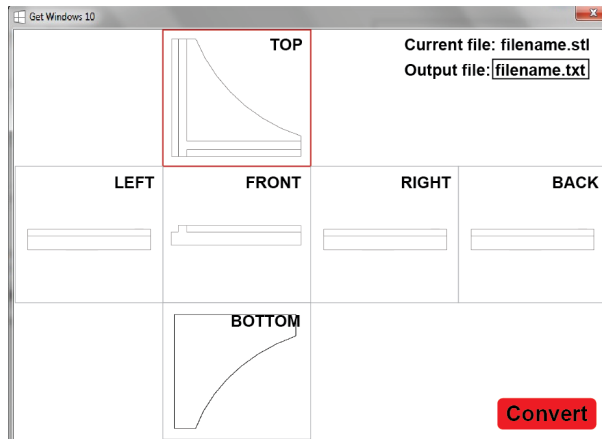 Get Windows 10
TOP
Current file: filename.stl
Output file: filename.txt
LEFT
FRONT
RIGHT
BACK
BOTTOM
Convert